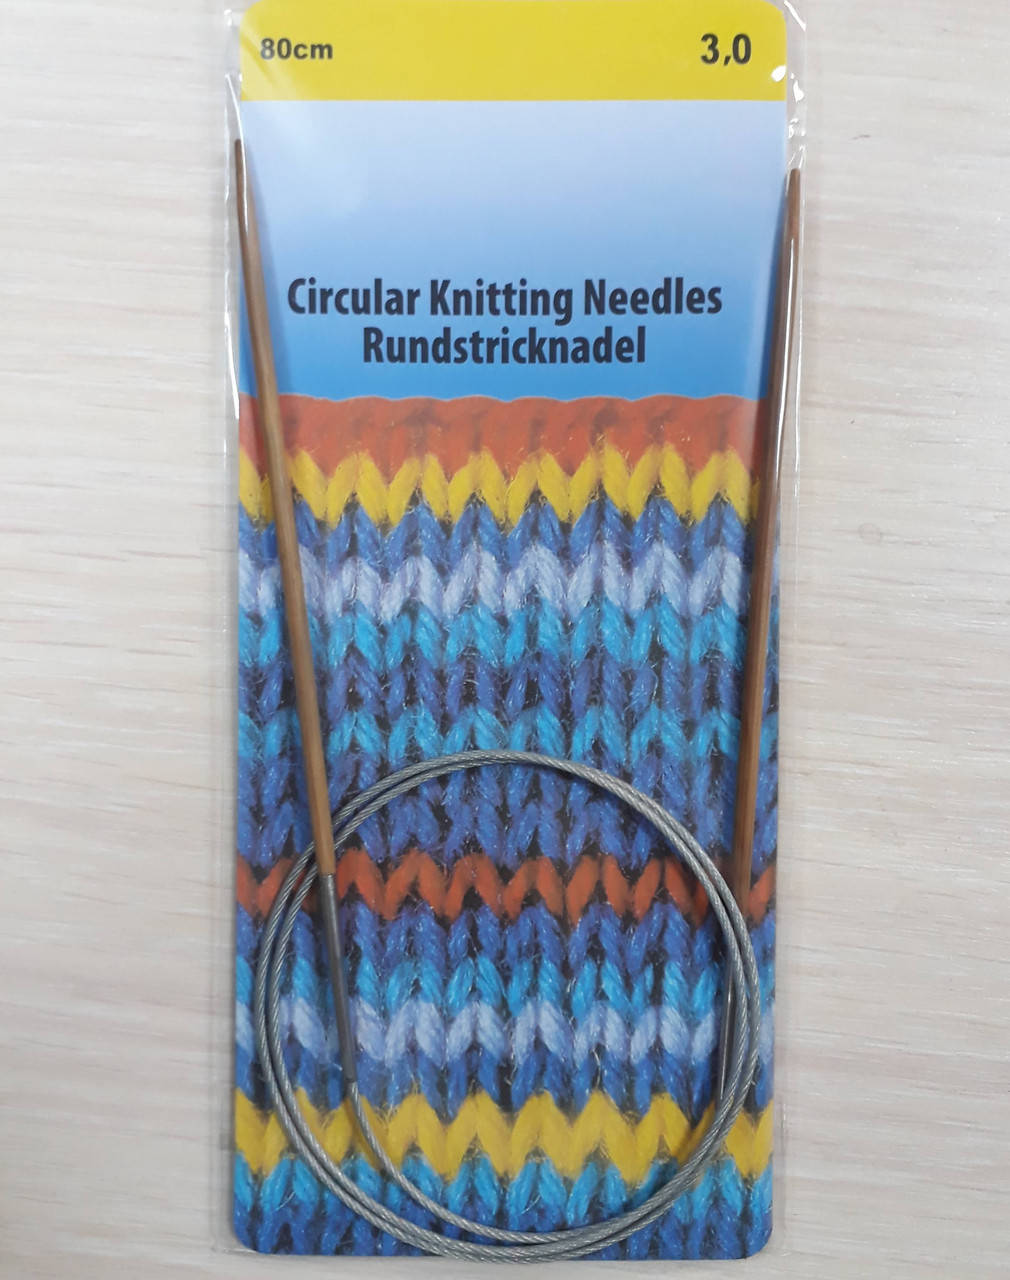 80cm
3,0
Circular Knitting Needles
Rundstricknadel